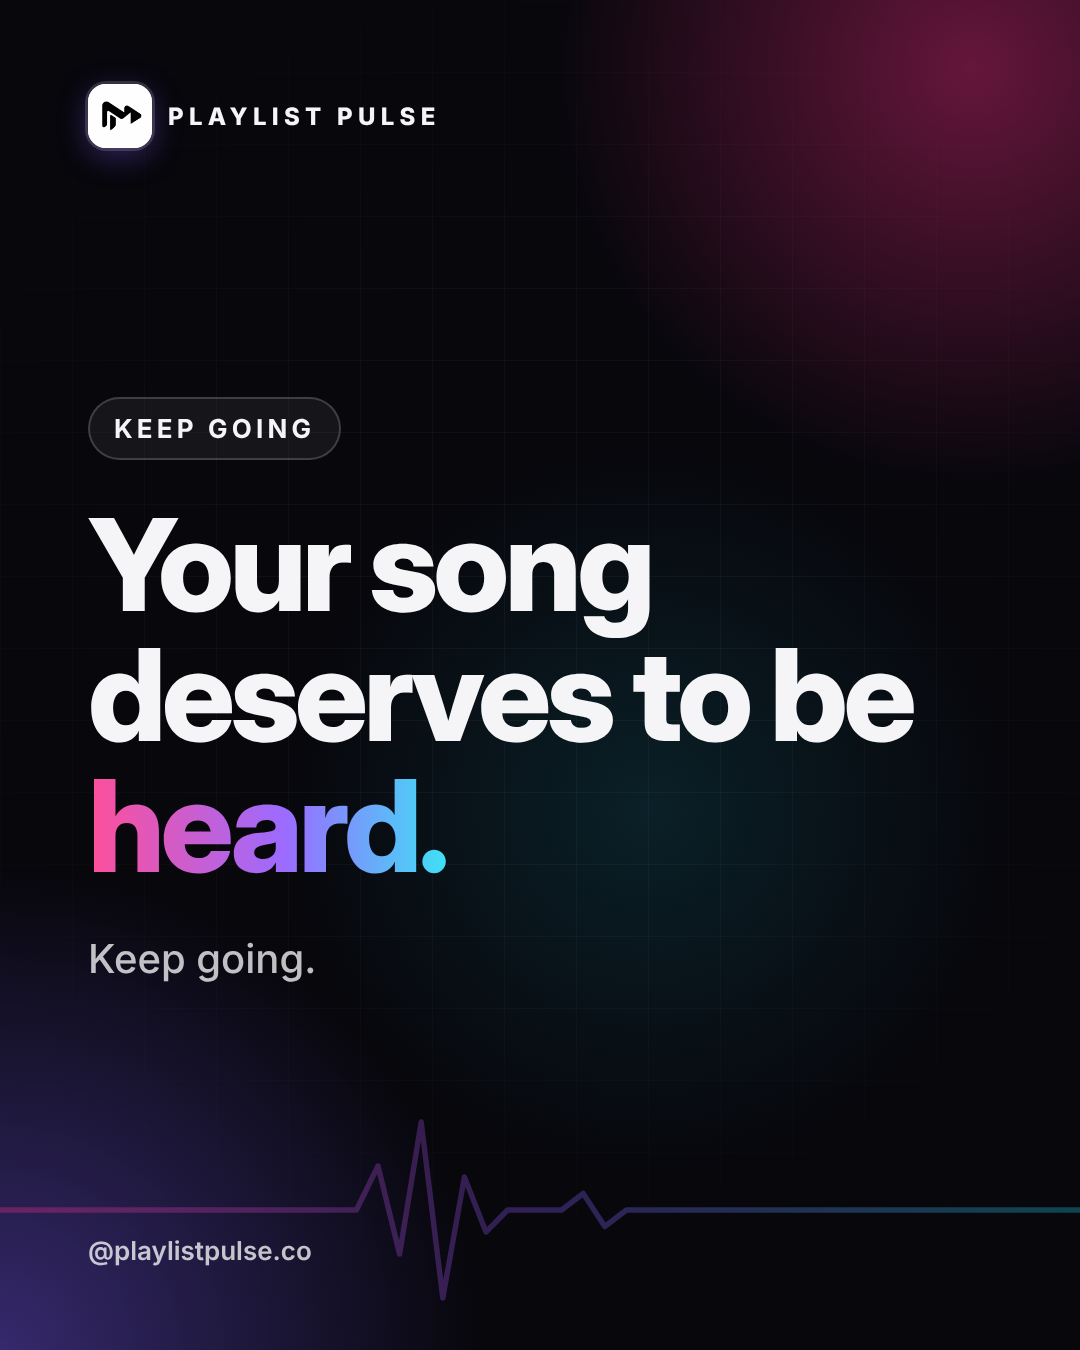 PLAYLIST PULSE
KEEP GOING
Your song
deserves to be
heard.
Keep going.
@playlistpulse.co